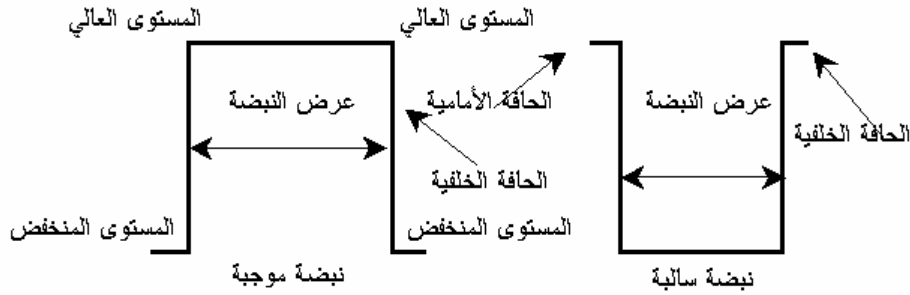 المستوى العالي
المستوى العالي
عرض النبضة
الحافة الأمامية
عرض النبضة
الحافة الخلفية
الحافة الخلفية
المستوى المنخفض
المستوى المنخفض
نبضة موجبة
نبضة سالبة